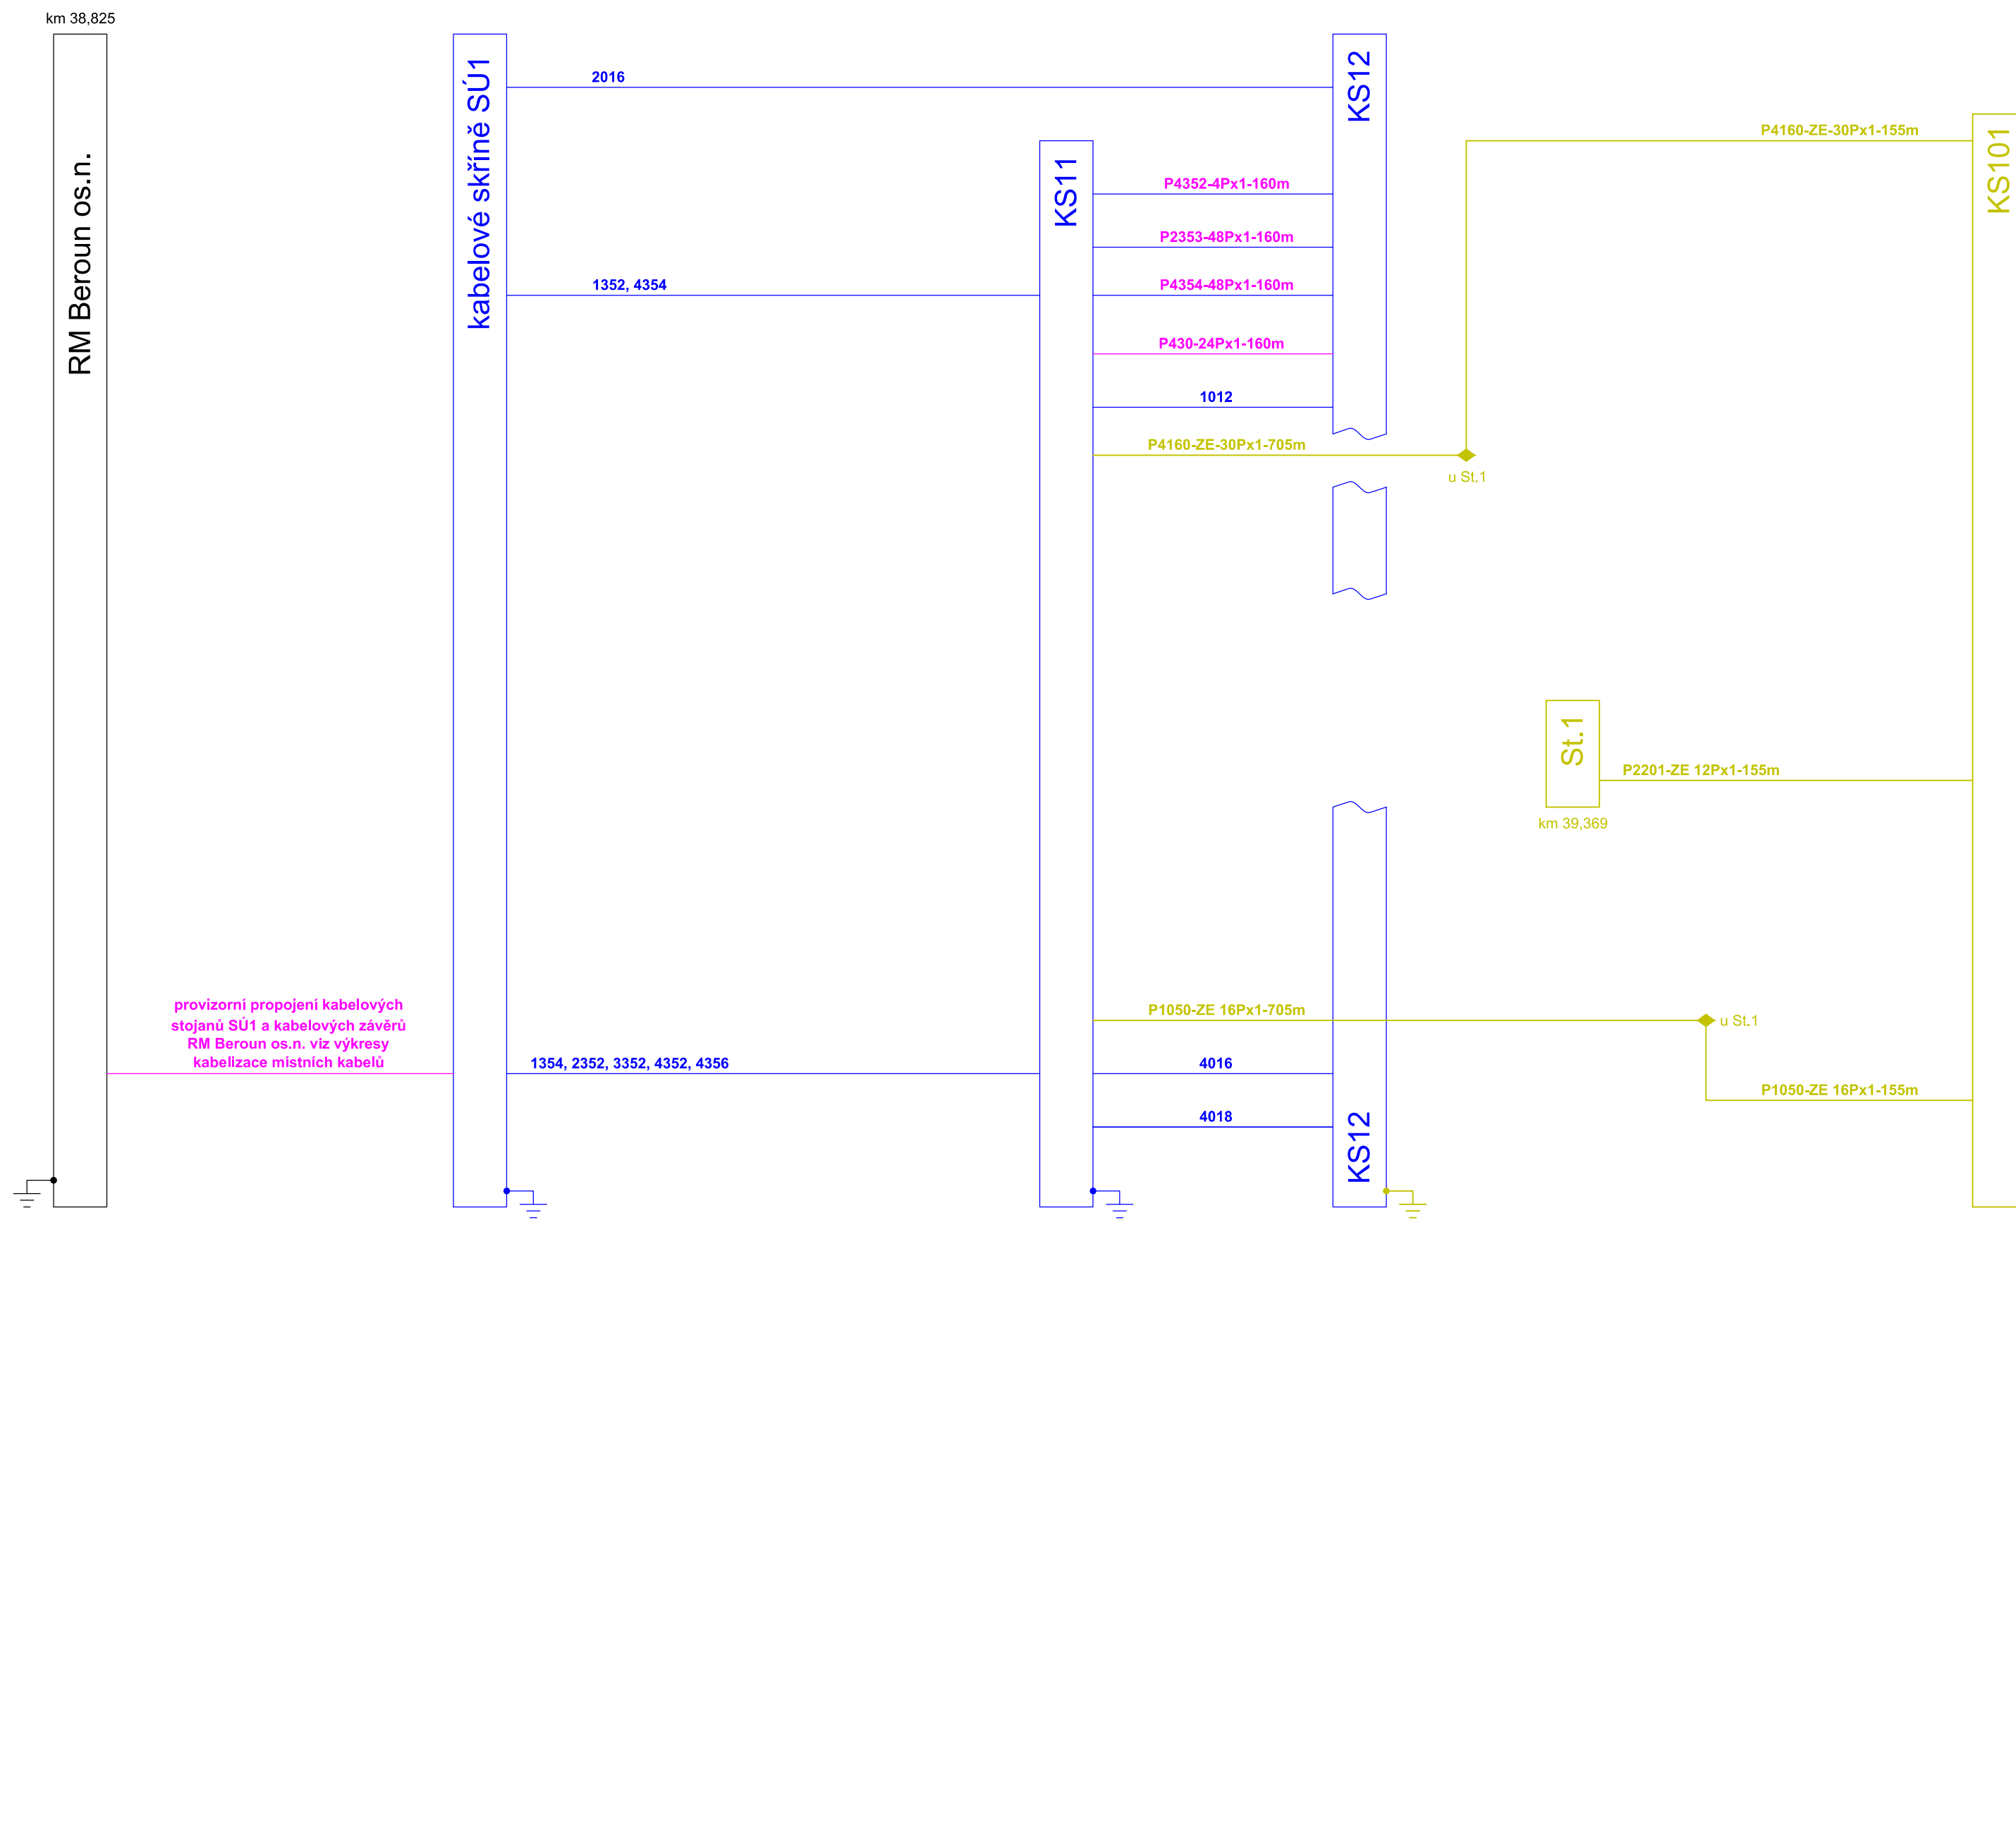 km 38,825
RM Beroun os.n.
kabelové skříně SÚ1
KS11
KS12
KS101
2016
P4160-ZE-30Px1-155m
P4352-4Px1-160m
P2353-48Px1-160m
1352, 4354
P4354-48Px1-160m
P430-24Px1-160m
1012
P4160-ZE-30Px1-705m
u St.1
St.1
P2201-ZE 12Px1-155m
km 39,369
provizorní propojení kabelových
stojanů SÚ1 a kabelových závěrů
RM Beroun os.n. viz výkresy
kabelizace místních kabelů
P1050-ZE 16Px1-705m
u St.1
1354, 2352, 3352, 4352, 4356
4016
P1050-ZE 16Px1-155m
4018
KS12